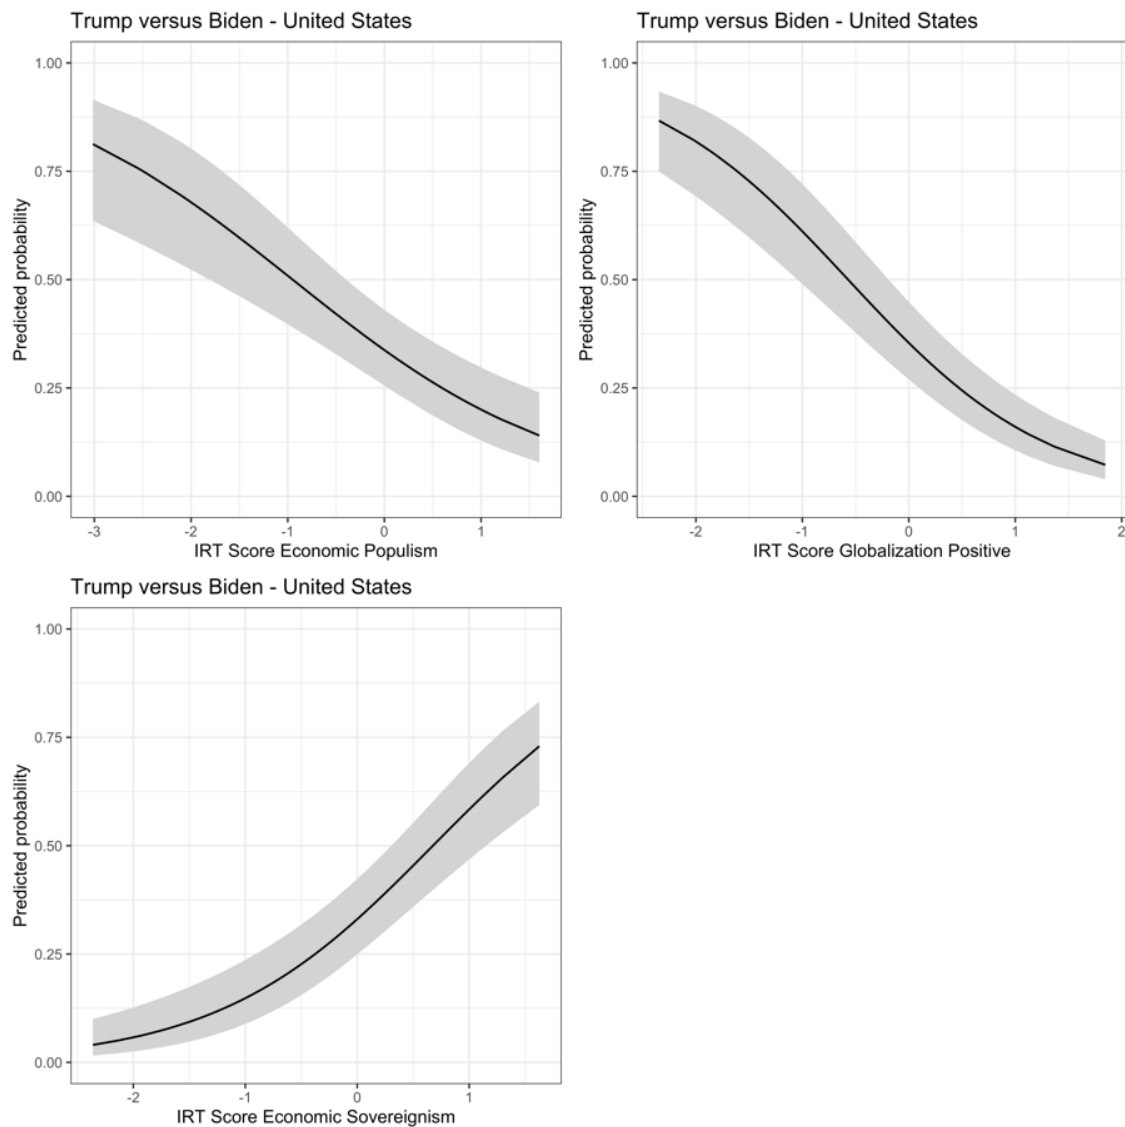 Trump versus Biden - United States
1.00
0.75
0.50
0.25
0.00
Predicted probability
-3 -2 -1 0 1
IRT Score Economic Populism
Trump versus Biden - United States
1.00
0.75
0.50
0.25
0.00
Predicted probability
-2 -1 0 1 2
IRT Score Globalization Positive
Trump versus Biden - United States
1.00
0.75
0.50
0.25
0.00
Predicted probability
-2 -1 0 1
IRT Score Economic Sovereignism